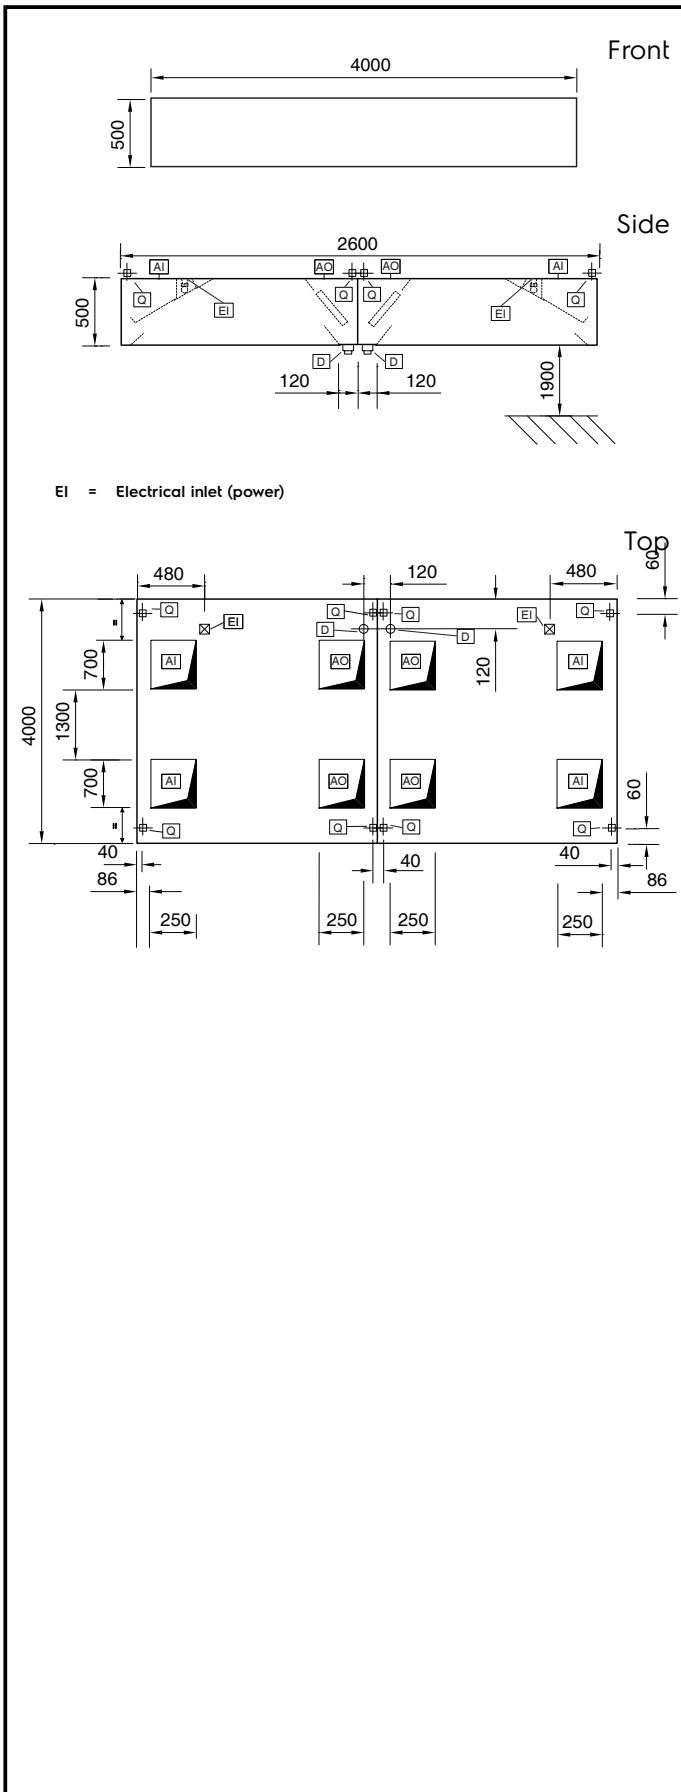 Front
4000
500
Side
2600
AI AO AO AI
Q Q Q Q
EI EI
500
D D
120 120
1900
EI = Electrical inlet (power)
Top
480 120 480 60
Q Q Q Q
EI EI
D D
= 700 AI AO AO AI 120
4000 1300
700 AI AO AO AI 60
= Q Q Q Q
40 40 40
86 86
250 250 250 250